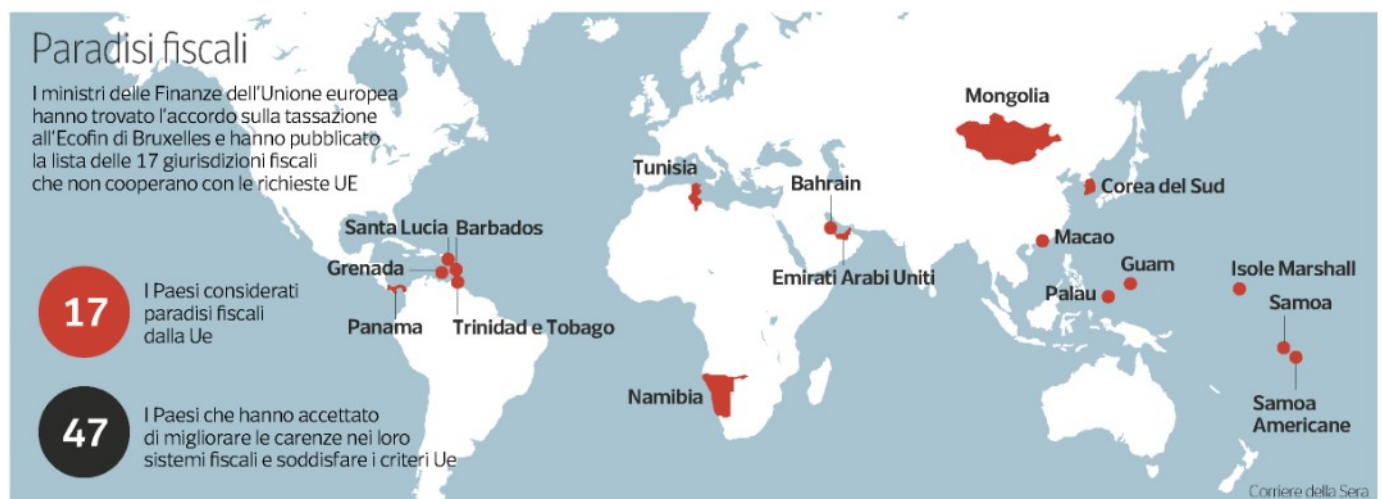 Paradisi fiscali
I ministri delle Finanze dell'Unione europea
hanno trovato l'accordo sulla tassazione
all'Ecofin di Bruxelles e hanno pubblicato
la lista delle 17 giurisdizioni fiscali
che non cooperano con le richieste UE
17
I Paesi considerati
paradisi fiscali
dalla Ue
47
I Paesi che hanno accettato
di migliorare le carenze nei loro
sistemi fiscali e soddisfare i criteri Ue
Santa Lucia
Barbados
Grenada
Panama
Trinidad e Tobago
Tunisia
Namibia
Bahrain
Emirati Arabi Uniti
Mongolia
Corea del Sud
Macao
Guam
Palau
Isole Marshall
Samoa
Samoa
Americane
Corriere della Sera